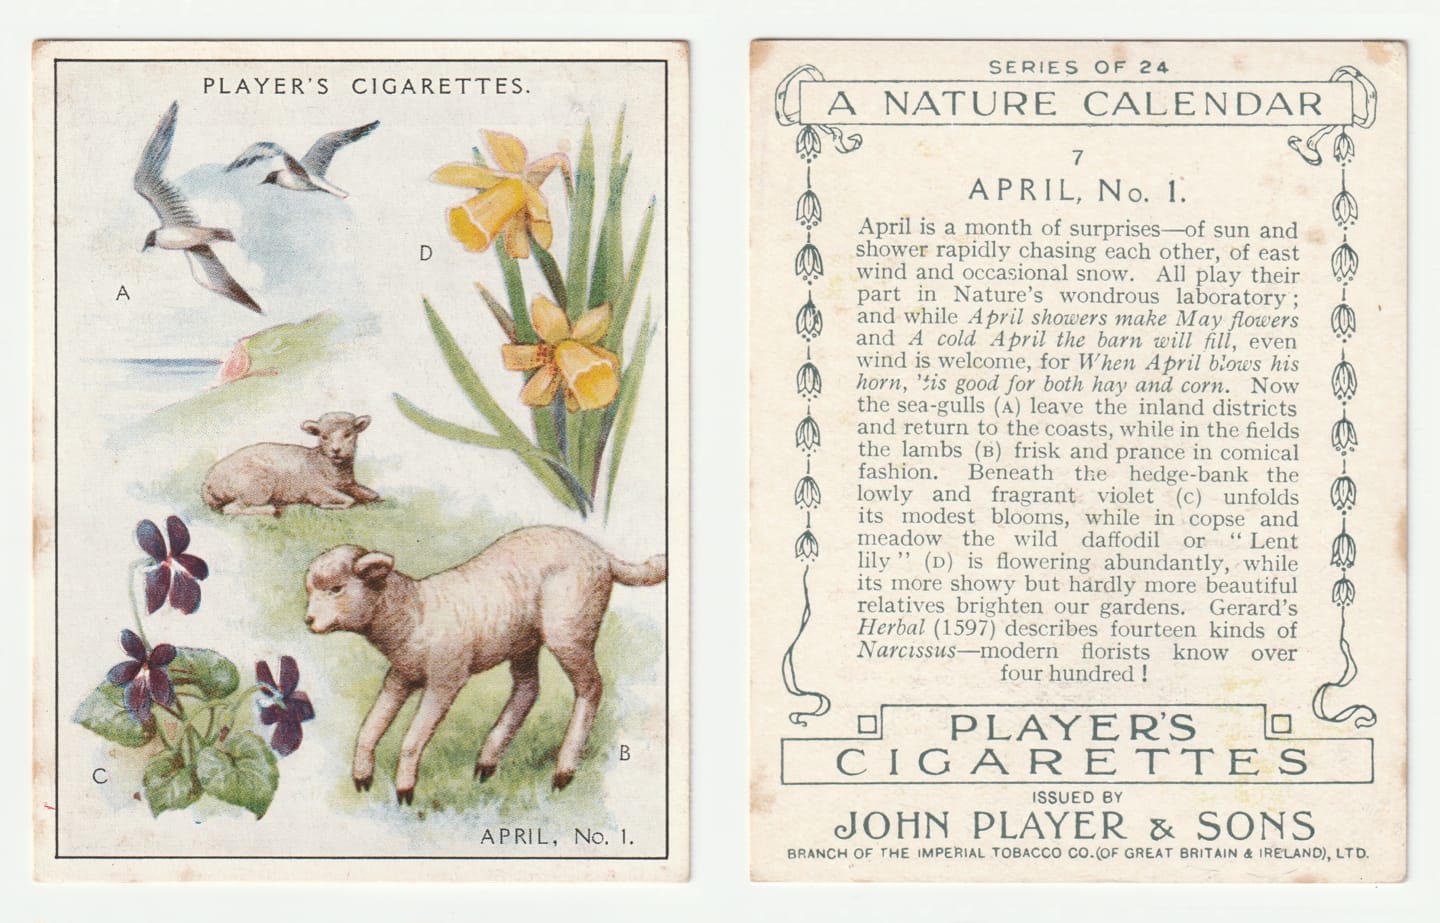 PLAYER'S CIGARETTES.
A
D
C
B
APRIL, No. 1.
SERIES OF 24
A NATURE CALENDAR
7
APRIL, No. 1.
April is a month of surprises—of sun and
shower rapidly chasing each other, of east
wind and occasional snow. All play their
part in Nature's wondrous laboratory;
and while April showers make May flowers
and A cold April the barn will fill, even
wind is welcome, for When April blows his
horn, 'tis good for both hay and corn. Now
the sea-gulls (A) leave the inland districts
and return to the coasts, while in the fields
the lambs (B) frisk and prance in comical
fashion. Beneath the hedge-bank the
lowly and fragrant violet (C) unfolds
its modest blooms, while in copse and
meadow the wild daffodil or "Lent
lily" (D) is flowering abundantly, while
its more showy but hardly more beautiful
relatives brighten our gardens. Gerard's
Herbal (1597) describes fourteen kinds of
Narcissus—modern florists know over
four hundred!
PLAYER'S
CIGARETTES
ISSUED BY
JOHN PLAYER & SONS
BRANCH OF THE IMPERIAL TOBACCO CO. (OF GREAT BRITAIN & IRELAND), LTD.